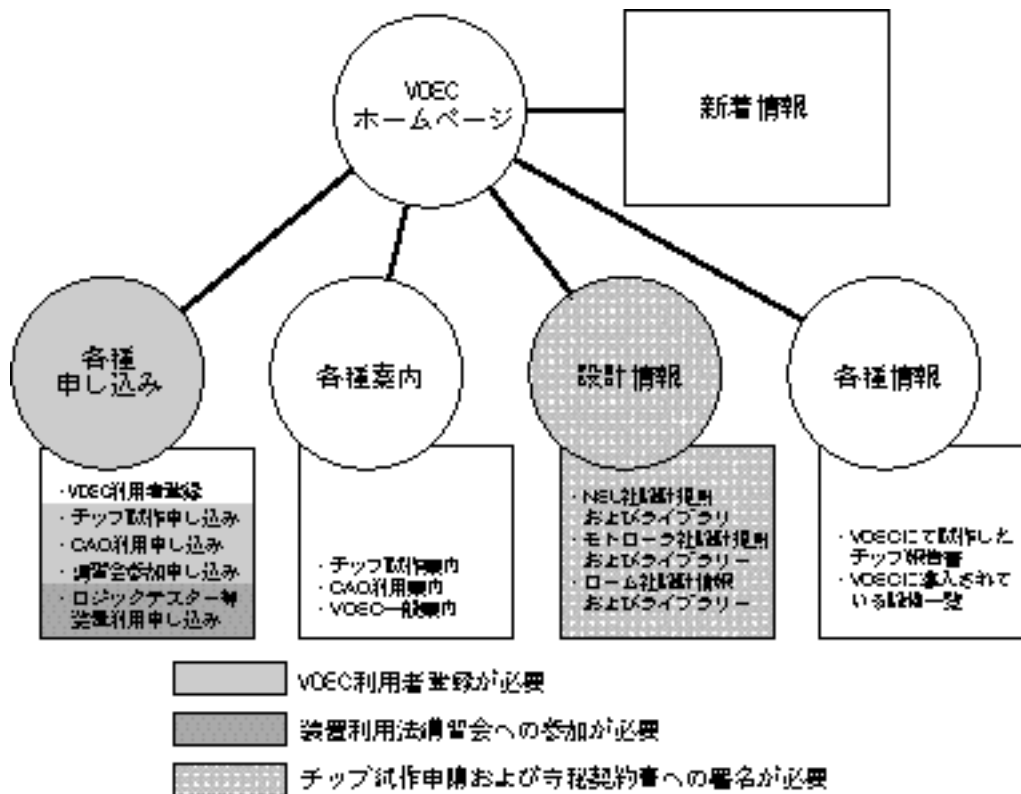 VDEC
ホームページ
新着情報
各種
申し込み
各種案内
設計情報
各種情報
・VDEC利用者登録
・チップ試作申し込み
・CAD利用申し込み
・講習会参加申し込み
・ロジックテスター等
装置利用申し込み
・チップ試作案内
・CAD利用案内
・VDEC一般案内
・NEL社設計規則
およびライブラリ
・モトローラ社設計規則
およびライブラリー
・ローム社設計情報
およびライブラリー
・VDECにて試作した
チップ報告書
・VDECに導入されて
いる設備一覧
VDEC利用者登録が必要
装置利用法講習会への参加が必要
チップ試作申請および守秘契約書への署名が必要